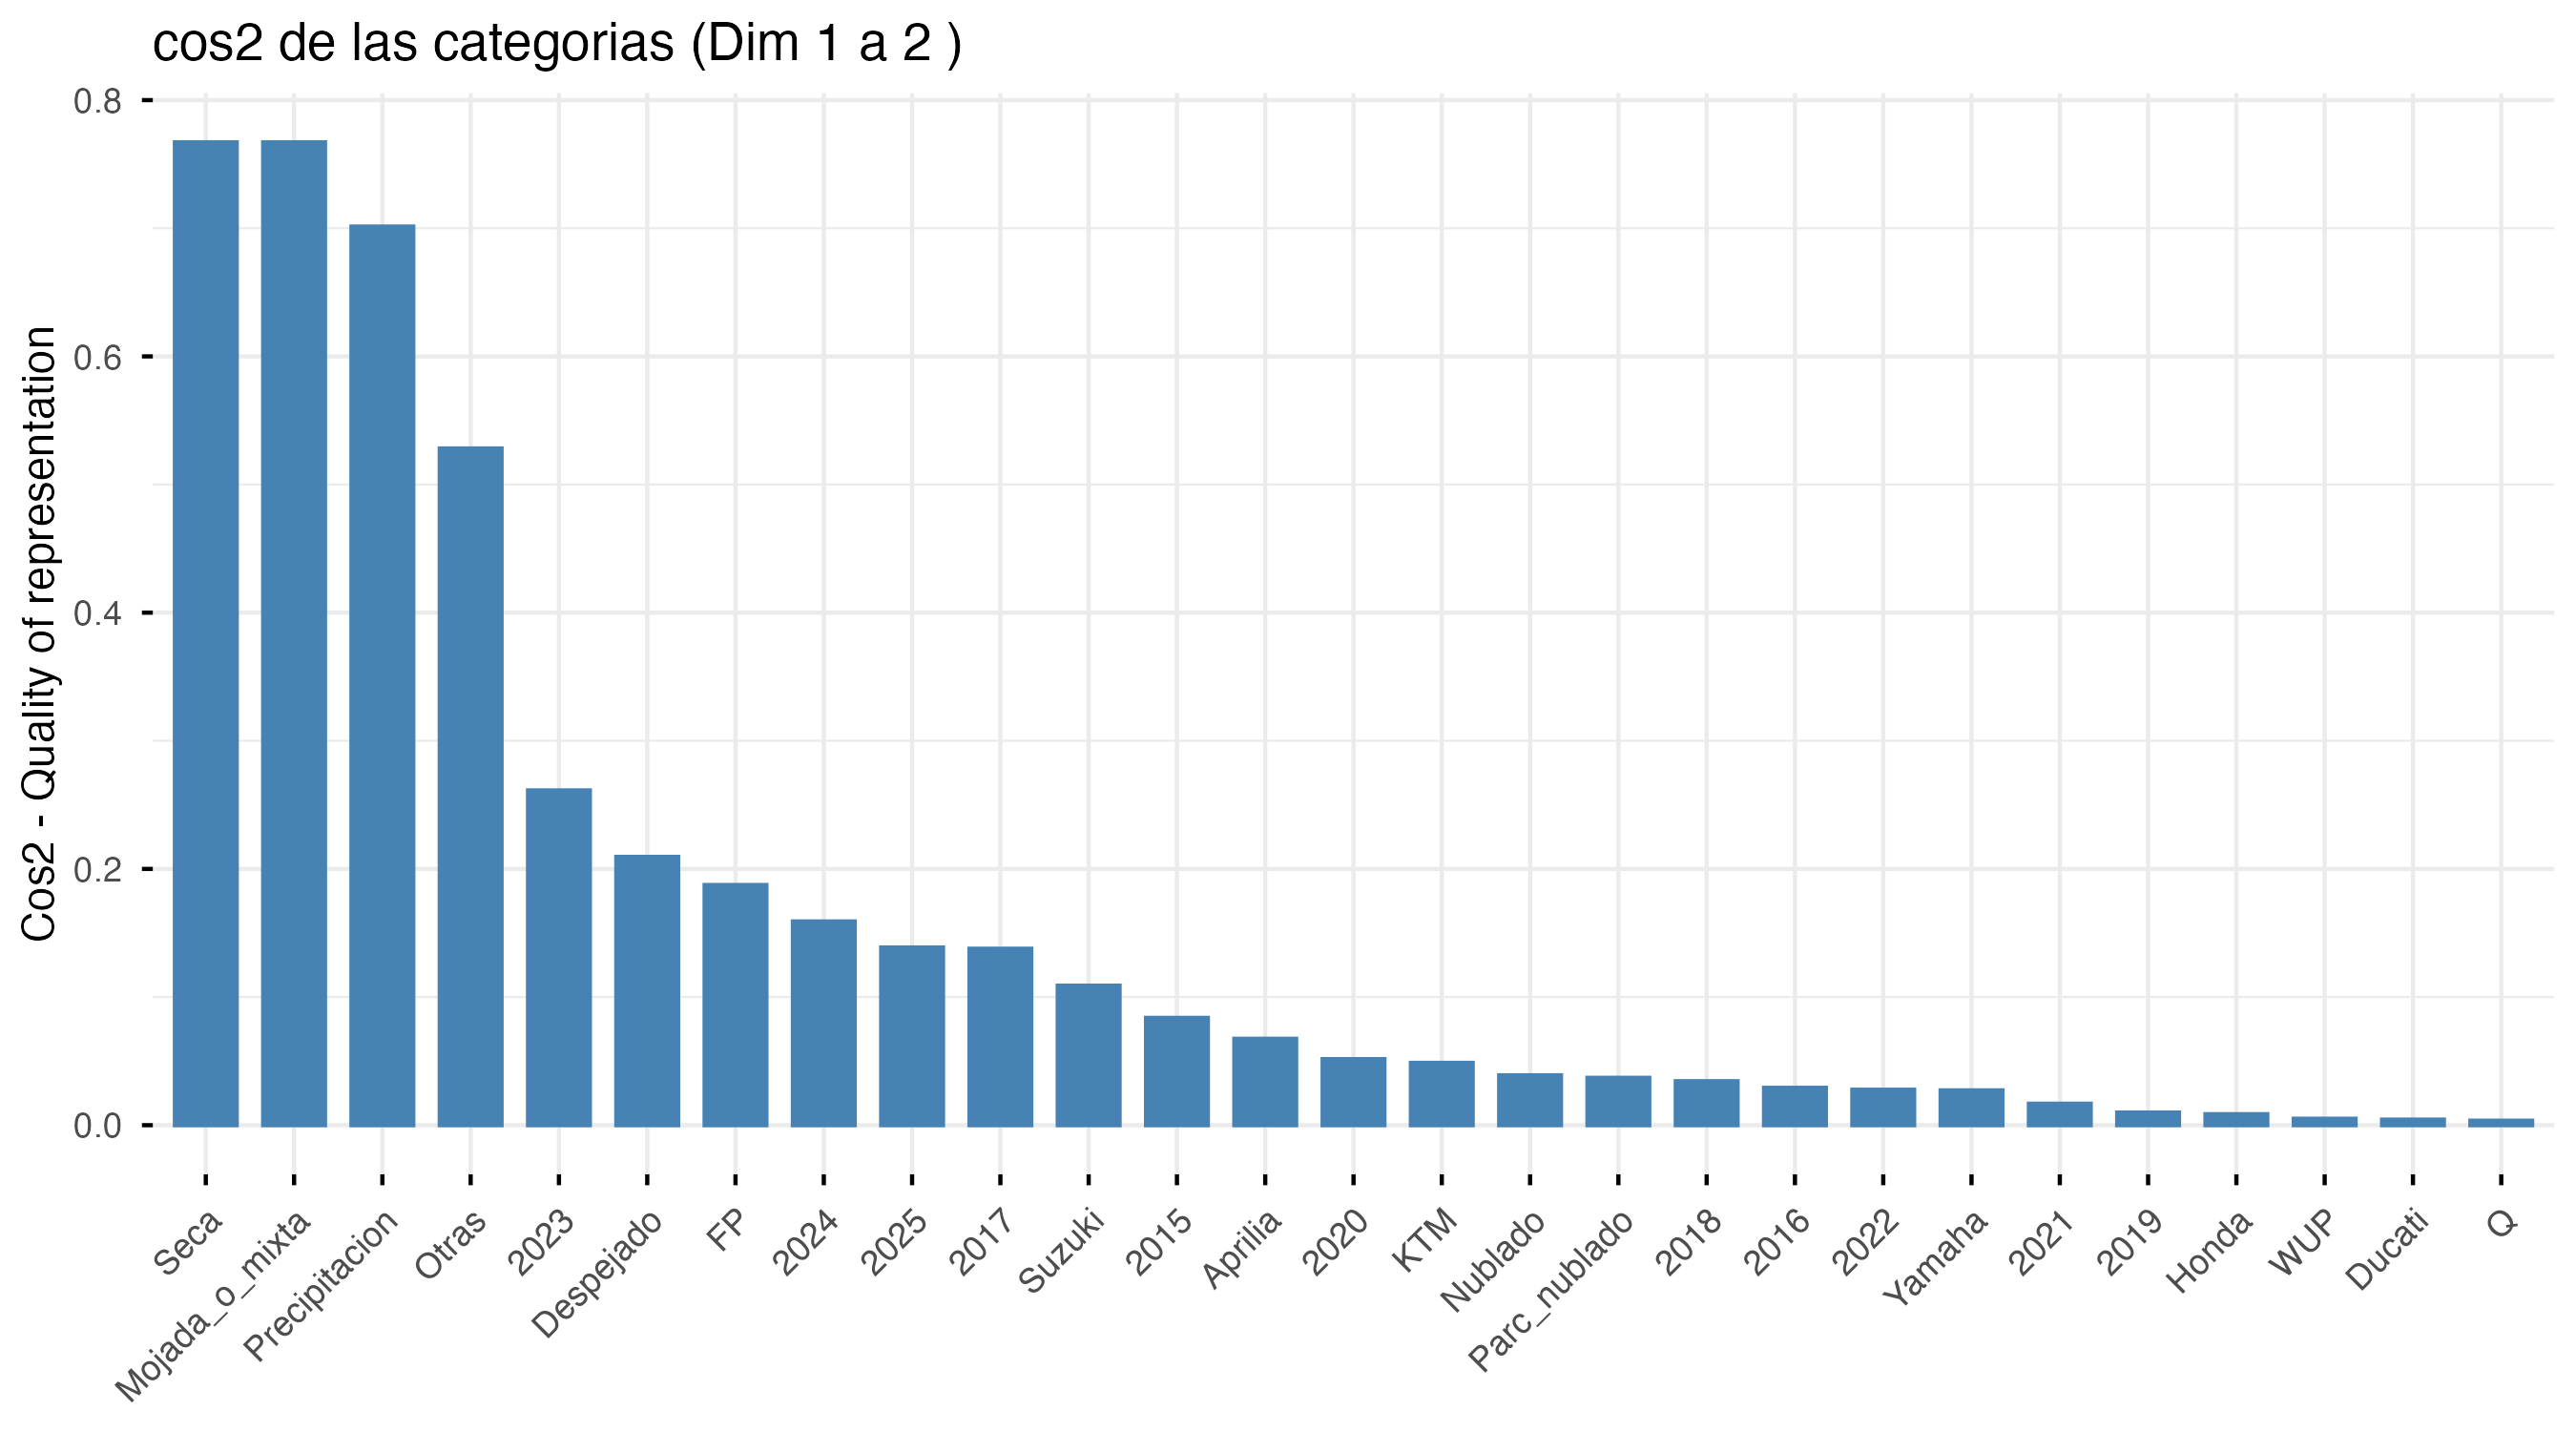 cos2 de las categorias (Dim 1 a 2 )
Cos2 - Quality of representation
0.8
0.6
0.4
0.2
0.0
Seca
Mojada_o_mixta
Precipitacion
Otras
2023
Despejado
FP
2024
2025
2017
Suzuki
2015
Aprilia
2020
KTM
Nublado
Parc_nublado
2018
2016
2022
Yamaha
2021
2019
Honda
WUP
Ducati
Q